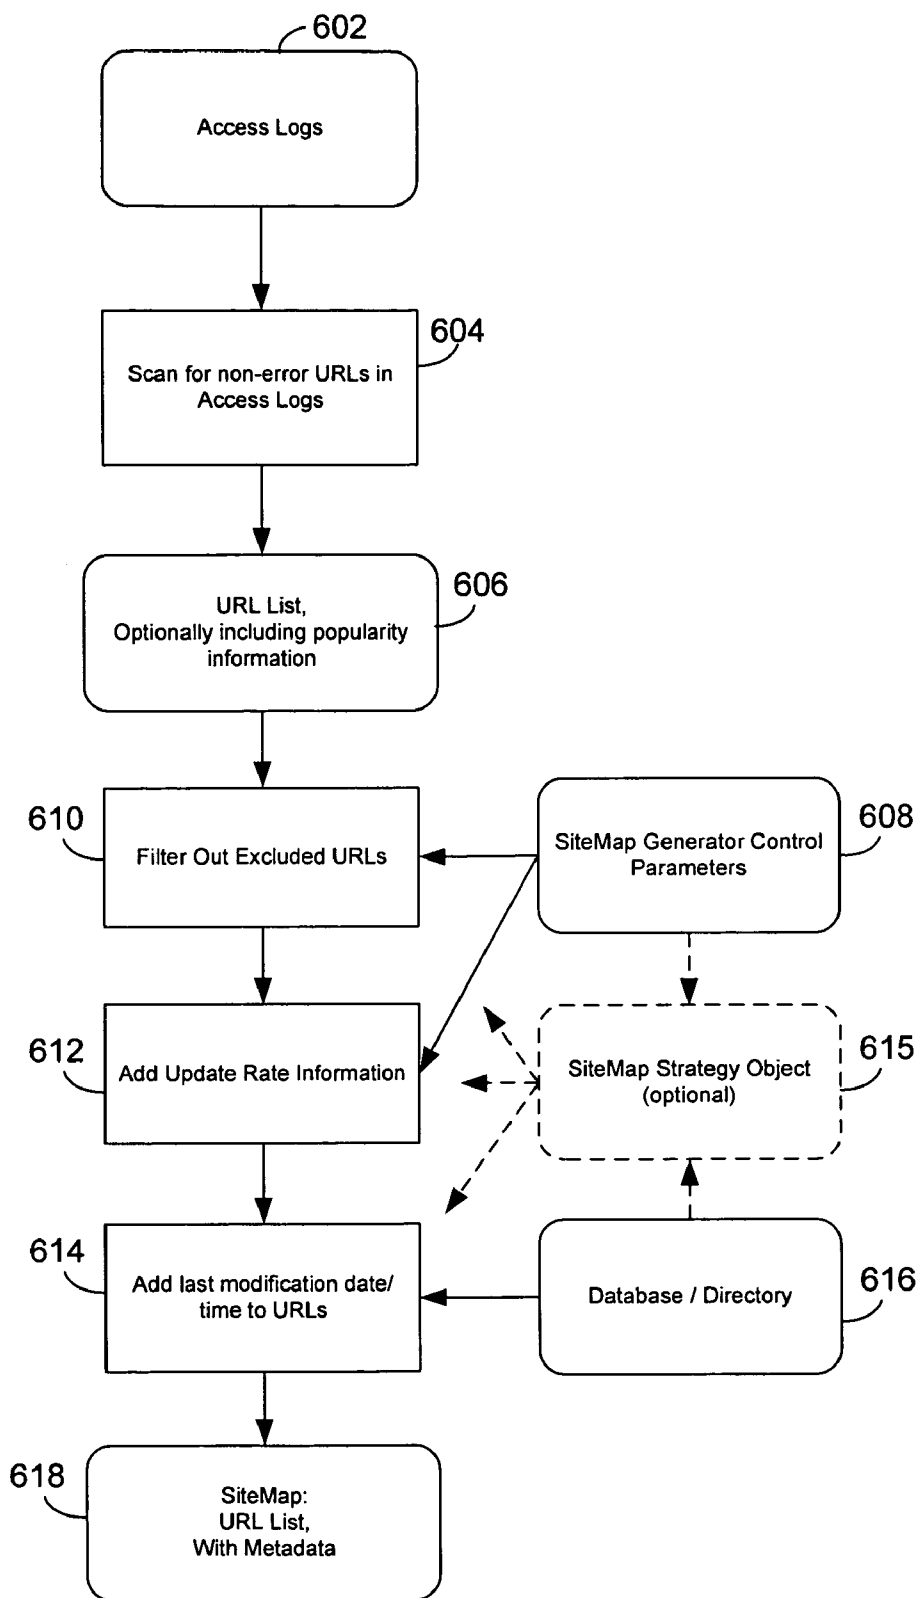 602
Access Logs
604
Scan for non-error URLs in
Access Logs
606
URL List,
Optionally including popularity
information
610
Filter Out Excluded URLs
608
SiteMap Generator Control
Parameters
612
Add Update Rate Information
615
SiteMap Strategy Object
(optional)
614
Add last modification date/
time to URLs
616
Database / Directory
618
SiteMap:
URL List,
With Metadata